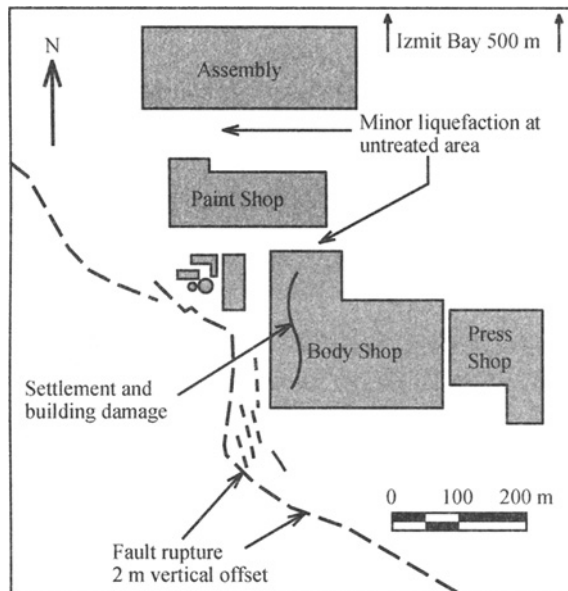 N
Izmit Bay 500 m
Assembly
Minor liquefaction at
untreated area
Paint Shop
Body Shop
Press
Shop
Settlement and
building damage
0 100 200 m
Fault rupture
2 m vertical offset